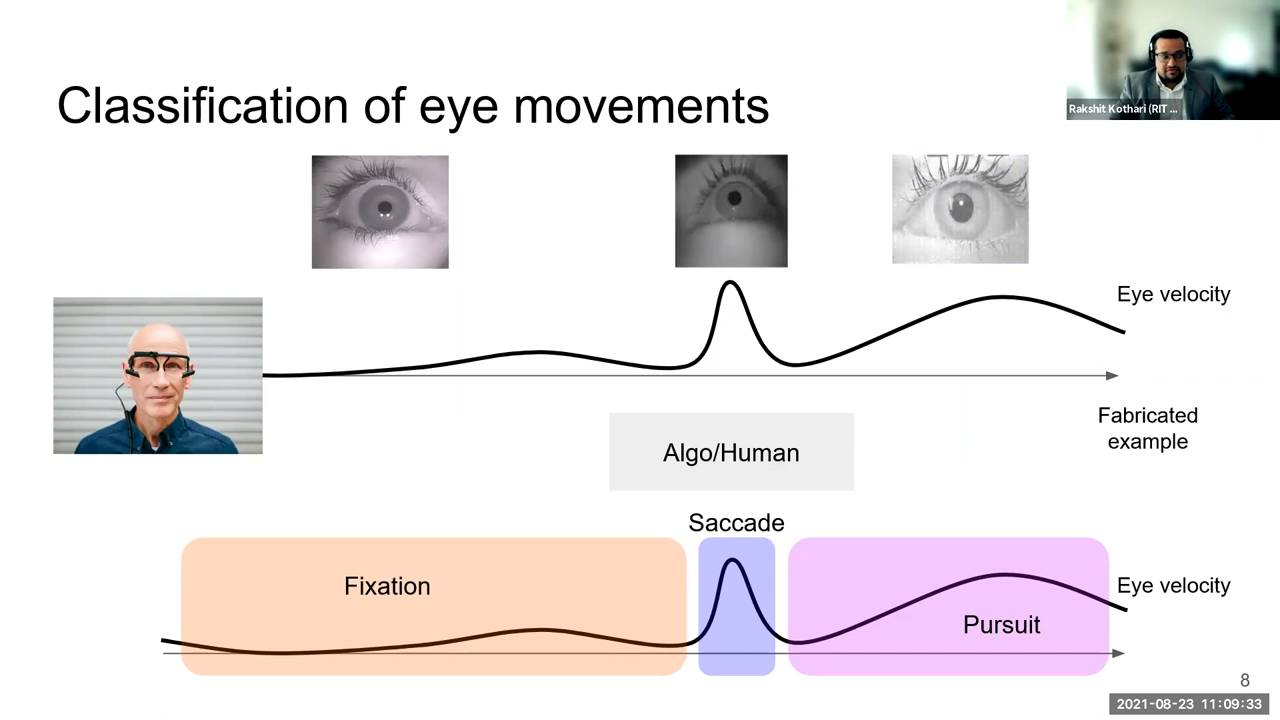 Rakshit Kothari (RIT ...
Classification of eye movements
Eye velocity
Fabricated
example
Algo/Human
Saccade
Fixation
Eye velocity
Pursuit
8
2021-08-23 11:09:33